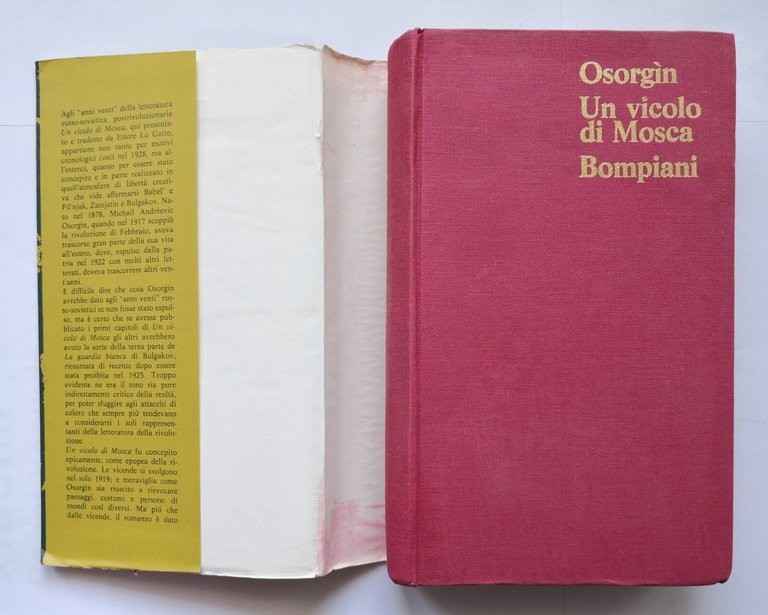 Agli "anni venti" della letteratura
russo-sovietica postrivoluzionaria
Un vicolo di Mosca, qui presenta-
to e tradotto da Ettore Lo Gatto,
appartiene non tanto per motivi
cronologici (uscì nel 1928, ma al-
l'estero), quanto per essere stato
concepito e in parte realizzato in
quell'atmosfera di libertà creati-
va che vide affermarsi Babel' e
Pil'njak, Zamjatin e Bulgakov. Na-
to nel 1878, Michaìl Andréevic
Osorgìn, quando nel 1917 scoppiò
la rivoluzione di Febbraio, aveva
trascorso gran parte della sua vita
all'estero, dove, espulso dalla pa-
tria nel 1922 con molti altri let-
terati, doveva trascorrere altri ven-
t'anni.
È difficile dire che cosa Osorgìn
avrebbe dato agli "anni venti" rus-
so-sovietici se non fosse stato espul-
so, ma è certo che se avesse pub-
blicato i primi capitoli di Un vi-
colo di Mosca gli altri avrebbero
avuto la sorte della terza parte de
La guardia bianca di Bulgakov,
riesumata di recente dopo essere
stata proibita nel 1925. Troppo
evidente ne era il tono sia pure
indirettamente critico della realtà,
per poter sfuggire agli attacchi di
coloro che sempre più tendevano
a considerarsi i soli rappresen-
tanti della letteratura della rivolu-
zione.
Un vicolo di Mosca fu concepito
epicamente, come epopea della ri-
voluzione. Le vicende si svolgono
nel solo 1919; e meraviglia come
Osorgìn sia riuscito a rievocare
paesaggi, costumi e persone di
mondi così diversi. Ma più che
dalle vicende, il romanzo è dato
Osorgìn
Un vicolo
di Mosca
Bompiani